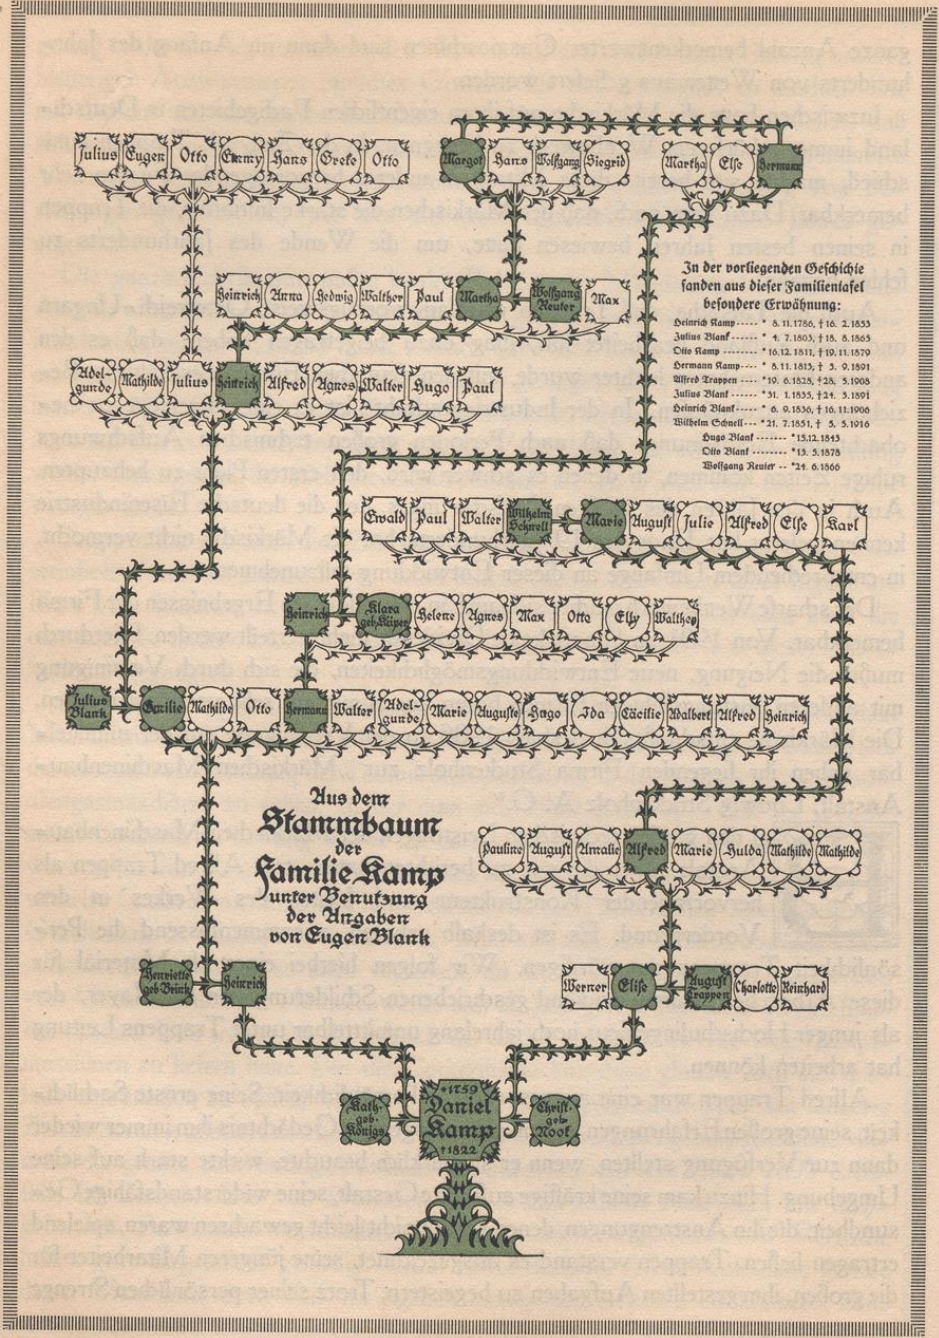 Julius Eugen Otto Emmy Hans Grete Otto
Margot Hans Wolfgang Siegrid
Martha Else Hermann
Heinrich Anna Hedwig Walther Paul Martha Wolfgang Reuter Max
In der vorliegenden Geschichte
fanden aus dieser Familientafel
besondere Erwähnung:
Heinrich Kamp ---- * 8. 11. 1786, † 16. 2. 1853
Julius Blank --- * 4. 7. 1803, † 18. 8. 1865
Otto Kamp ---- * 16. 12. 1811, † 19. 11. 1879
Hermann Kamp ---- 8. 11. 1813, † 3. 9. 1891
Alfred Trappen --- * 19. 6. 1828, † 28. 5. 1908
Julius Blank ---- * 31. 1. 1835, † 24. 3. 1891
Heinrich Blank --- * 6. 9. 1836, † 16. 11. 1906
Wilhelm Schnell --- * 21. 7. 1851, † 5. 5. 1916
Hugo Blank ------ * 15. 12. 1843
Otto Blank ----- * 13. 3. 1878
Wolfgang Reuter -- * 24. 6. 1866
Adel-gunde Mathilde Julius Heinrich Alfred Agnes Walter Hugo Paul
Ewald Paul Walter Wilhelm Schnell Marie August Julie Alfred Else Karl
Heinrich Klara geb. Küper Helene Agnes Max Otto Elly Walther
Julius Blank Emilie Mathilde Otto Hermann Walter Adel-gunde Marie Auguste Hugo Ida Cäcilie Adalbert Alfred Heinrich
Aus dem
Stammbaum
der
Familie Kamp
unter Benutzung
der Angaben
von Eugen Blank
Pauline August Amalie Alfred Marie Hulda Mathilde Mathilde
Henriette geb. Brink Heinrich
Werner Elise August Trappen Charlotte Reinhard
Kath. geb. Königs
* 1759
Daniel
Kamp
† 1822
Christ. geb. Nook